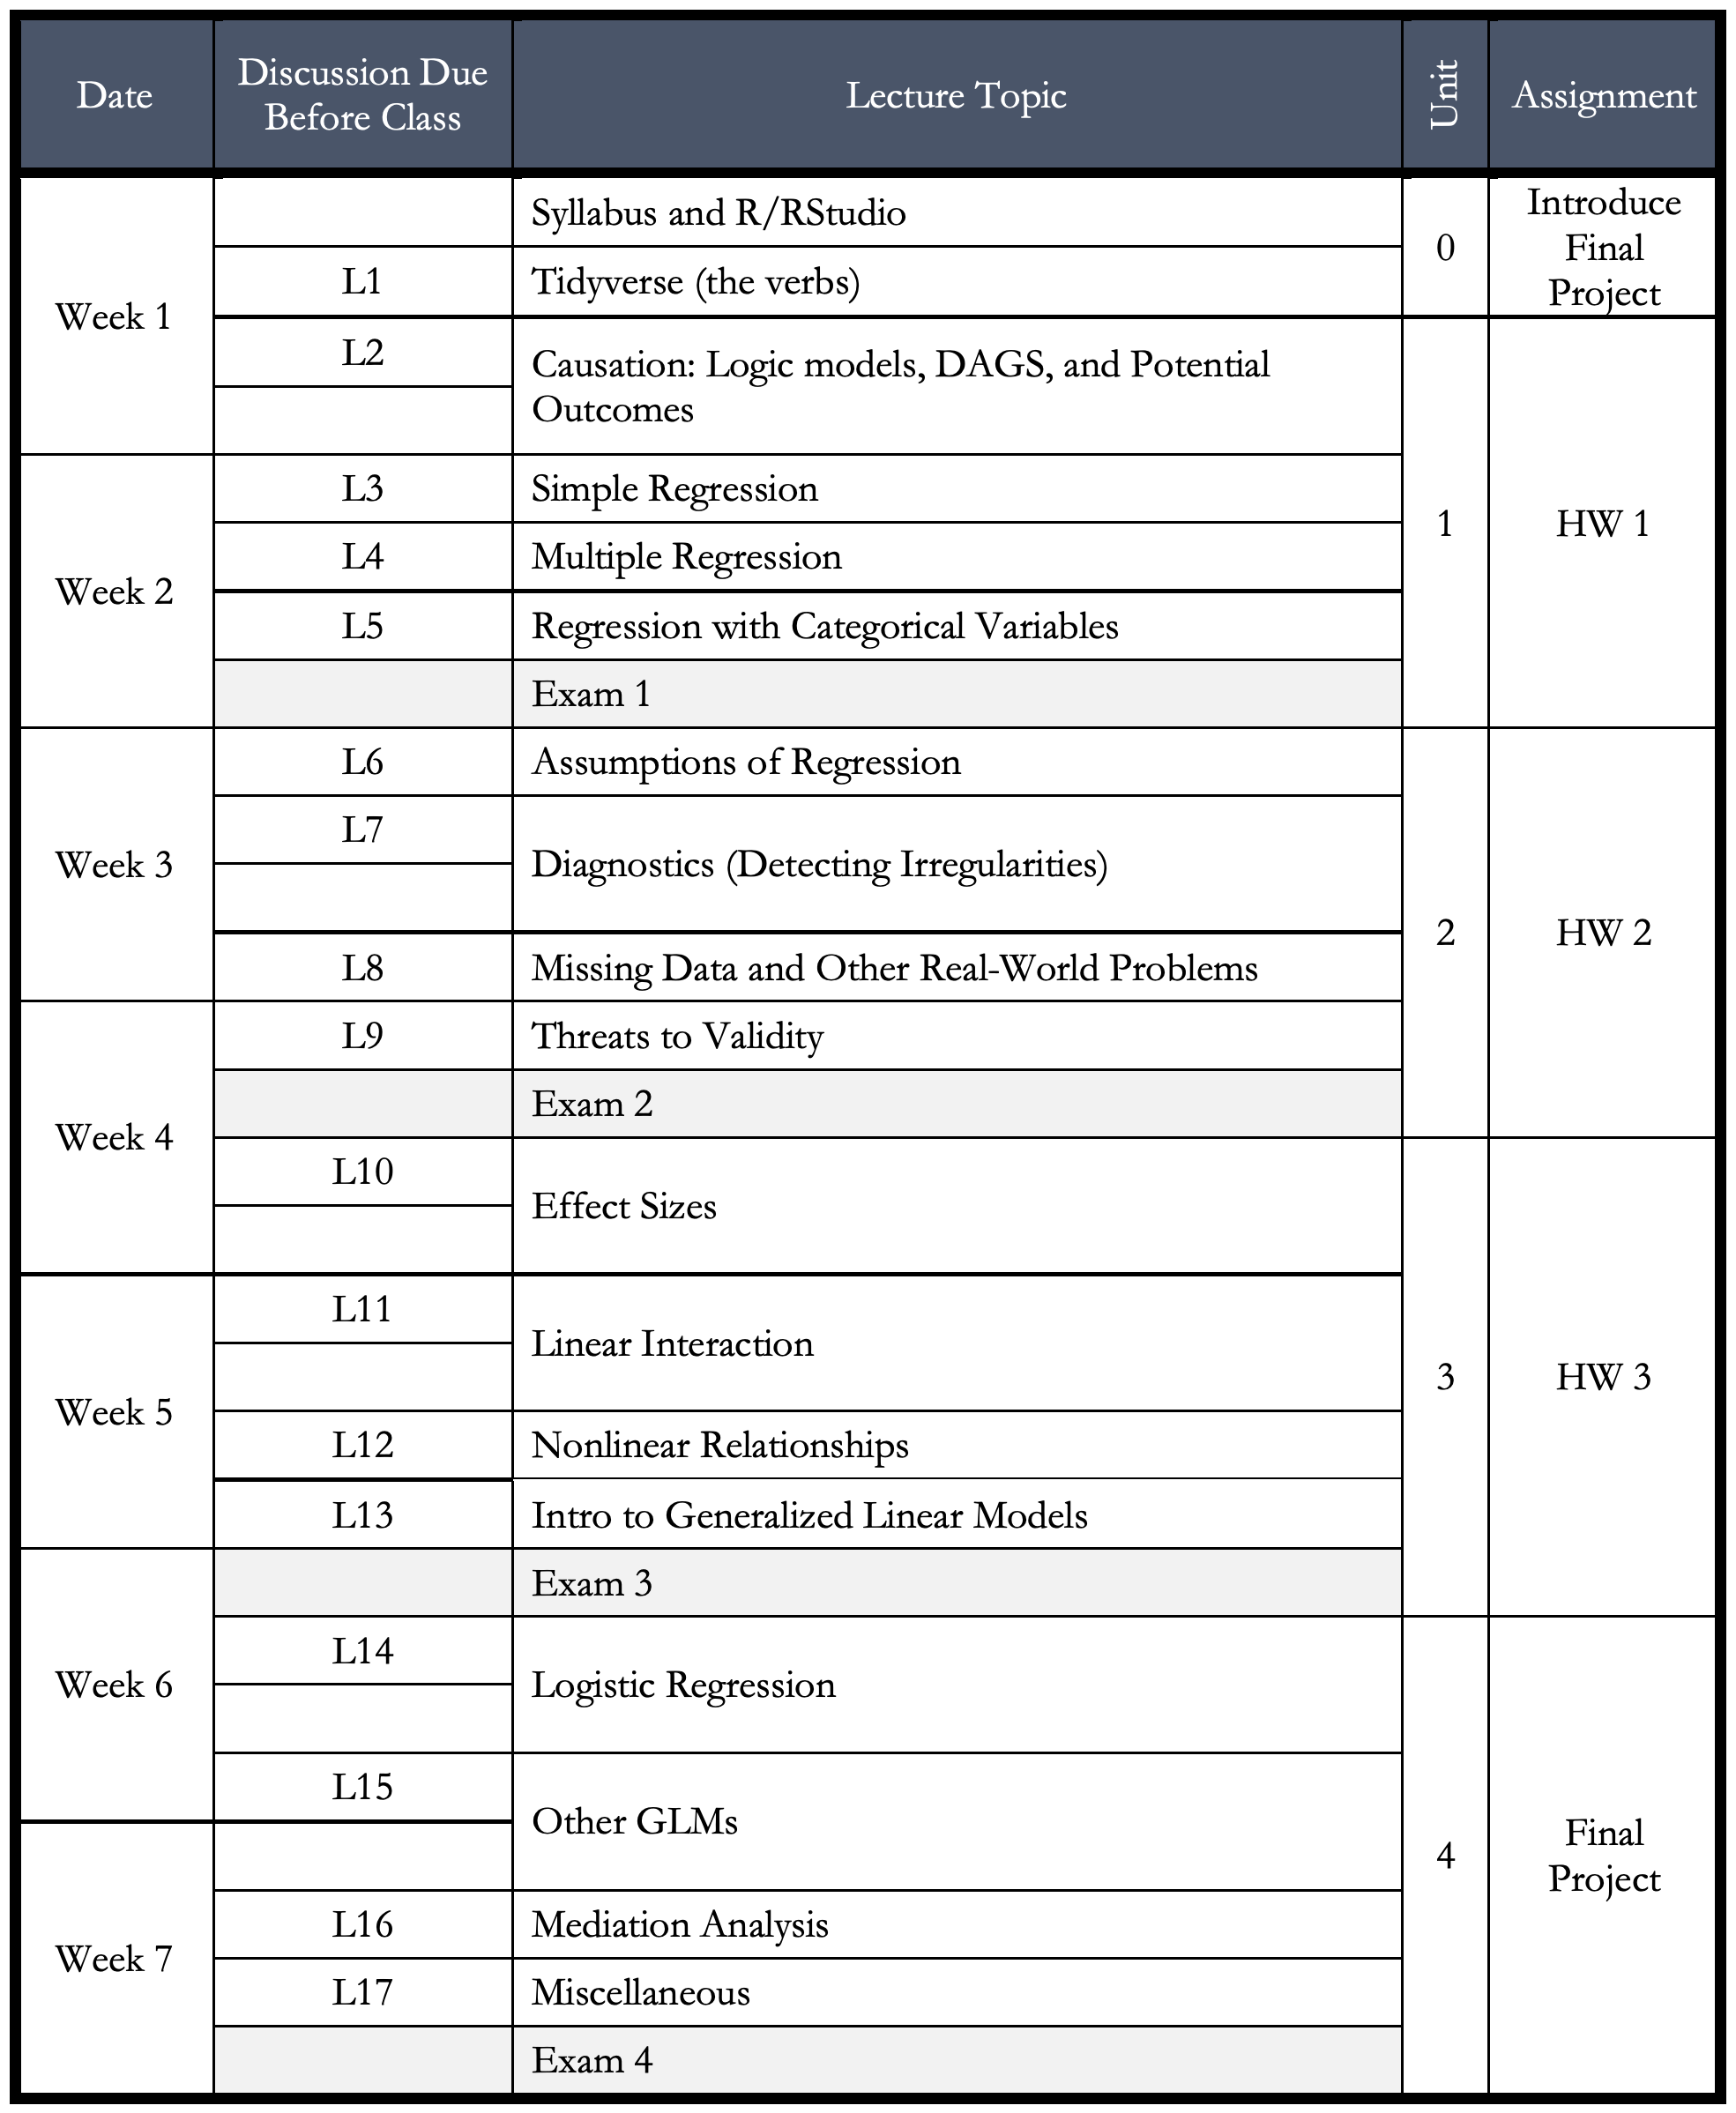 Date
Discussion Due
Before Class
Lecture Topic
Unit
Assignment
Week 1
Syllabus and R/RStudio
0
Introduce
Final
Project
L1
Tidyverse (the verbs)
L2
Causation: Logic models, DAGS, and Potential
Outcomes
1
HW 1
Week 2
L3
Simple Regression
L4
Multiple Regression
L5
Regression with Categorical Variables
Exam 1
Week 3
L6
Assumptions of Regression
2
HW 2
L7
Diagnostics (Detecting Irregularities)
L8
Missing Data and Other Real-World Problems
Week 4
L9
Threats to Validity
Exam 2
L10
Effect Sizes
3
HW 3
Week 5
L11
Linear Interaction
L12
Nonlinear Relationships
L13
Intro to Generalized Linear Models
Week 6
Exam 3
L14
Logistic Regression
4
Final
Project
L15
Other GLMs
Week 7
L16
Mediation Analysis
L17
Miscellaneous
Exam 4